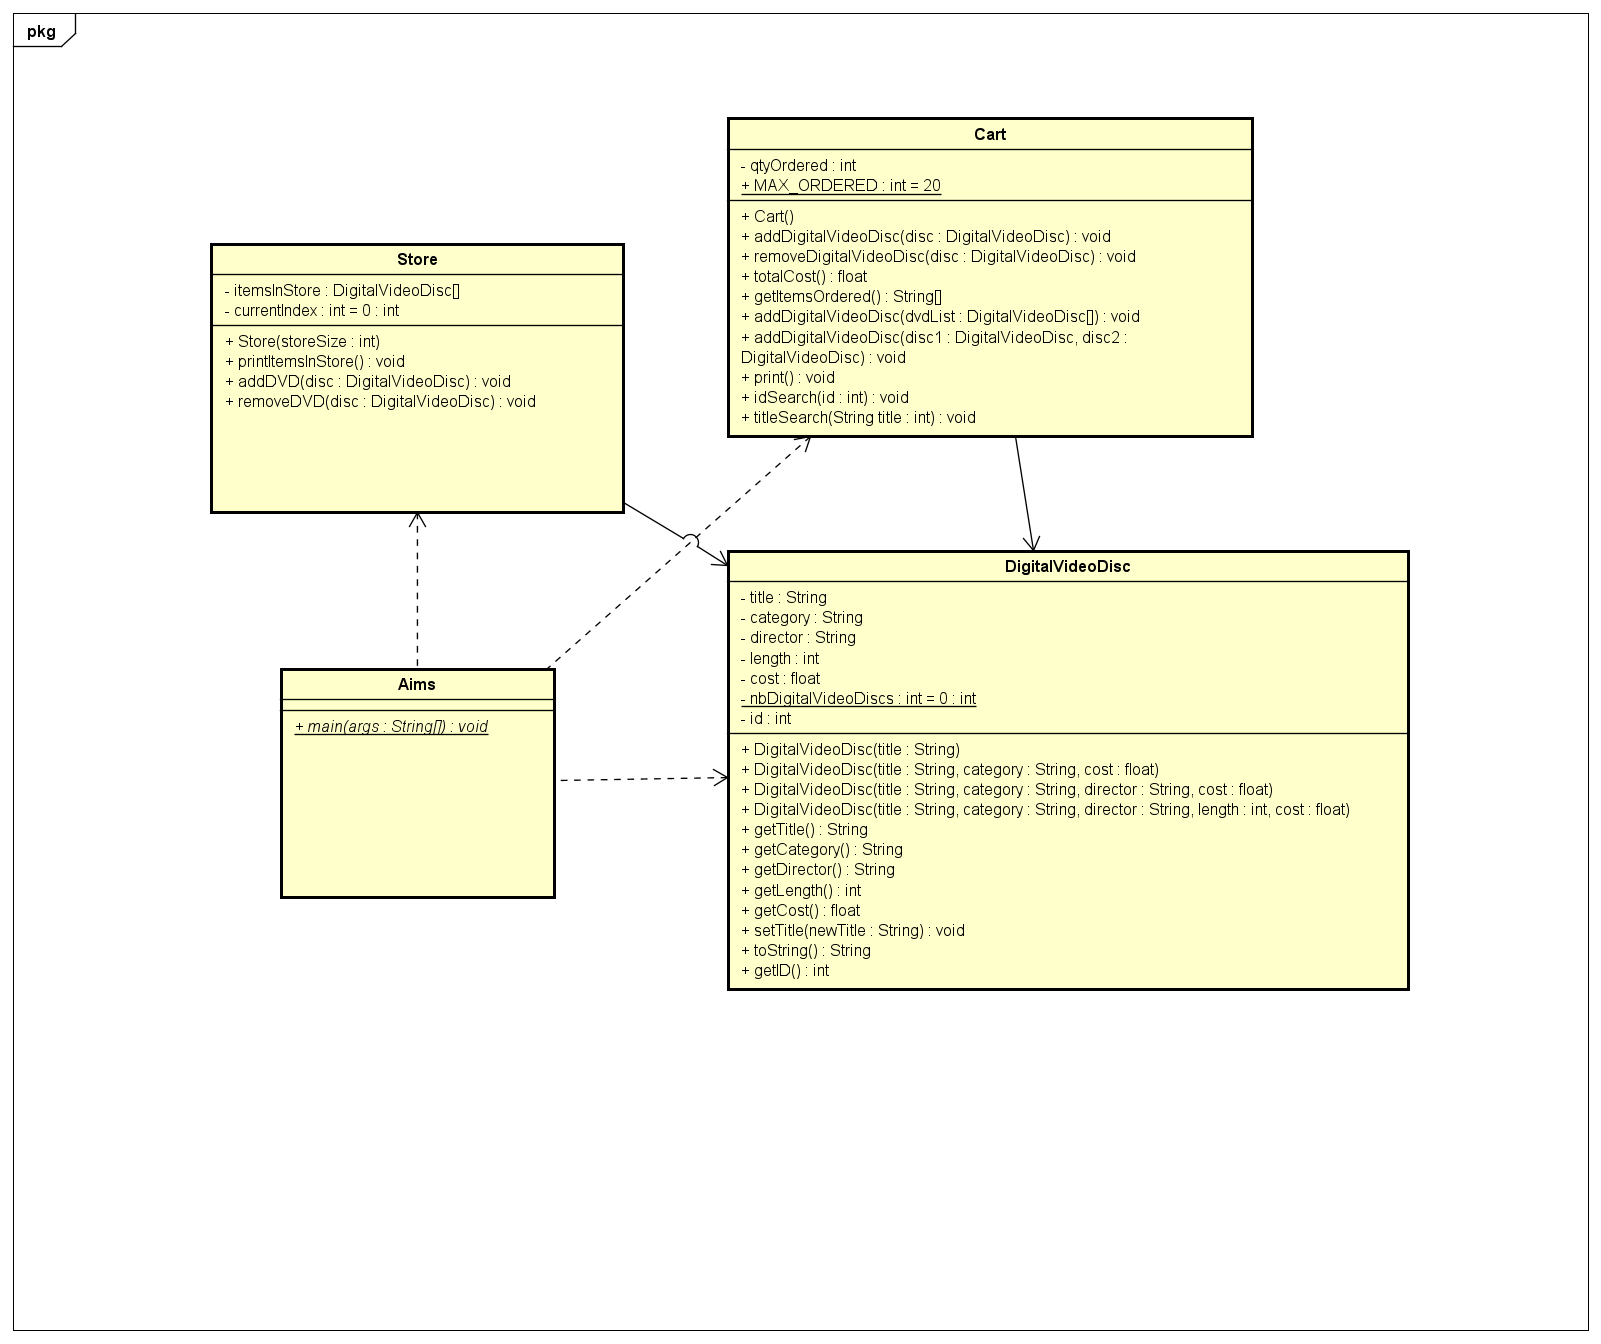 pkg
Cart
- qtyOrdered : int
+ MAX_ORDERED : int = 20
+ Cart()
+ addDigitalVideoDisc(disc : DigitalVideoDisc) : void
+ removeDigitalVideoDisc(disc : DigitalVideoDisc) : void
+ totalCost() : float
+ getItemsOrdered() : String[]
+ addDigitalVideoDisc(dvdList : DigitalVideoDisc[]) : void
+ addDigitalVideoDisc(disc1 : DigitalVideoDisc, disc2 :
DigitalVideoDisc) : void
+ print() : void
+ idSearch(id : int) : void
+ titleSearch(String title : int) : void
Store
- itemsInStore : DigitalVideoDisc[]
- currentIndex : int = 0 : int
+ Store(storeSize : int)
+ printItemsInStore() : void
+ addDVD(disc : DigitalVideoDisc) : void
+ removeDVD(disc : DigitalVideoDisc) : void
DigitalVideoDisc
- title : String
- category : String
- director : String
- length : int
- cost : float
- nbDigitalVideoDiscs : int = 0 : int
- id : int
+ DigitalVideoDisc(title : String)
+ DigitalVideoDisc(title : String, category : String, cost : float)
+ DigitalVideoDisc(title : String, category : String, director : String, cost : float)
+ DigitalVideoDisc(title : String, category : String, director : String, length : int, cost : float)
+ getTitle() : String
+ getCategory() : String
+ getDirector() : String
+ getLength() : int
+ getCost() : float
+ setTitle(newTitle : String) : void
+ toString() : String
+ getID() : int
Aims
+ main(args : String[]) : void